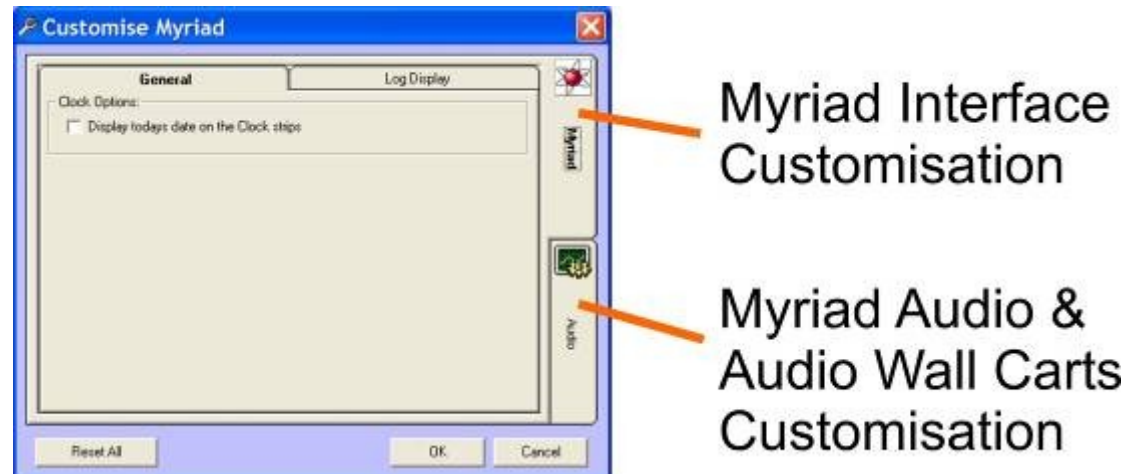 Customise Myriad
General
Log Display
Clock Options:
Display todays date on the Clock strips
Myriad
Audio
Reset All
OK
Cancel
Myriad Interface
Customisation
Myriad Audio &
Audio Wall Carts
Customisation